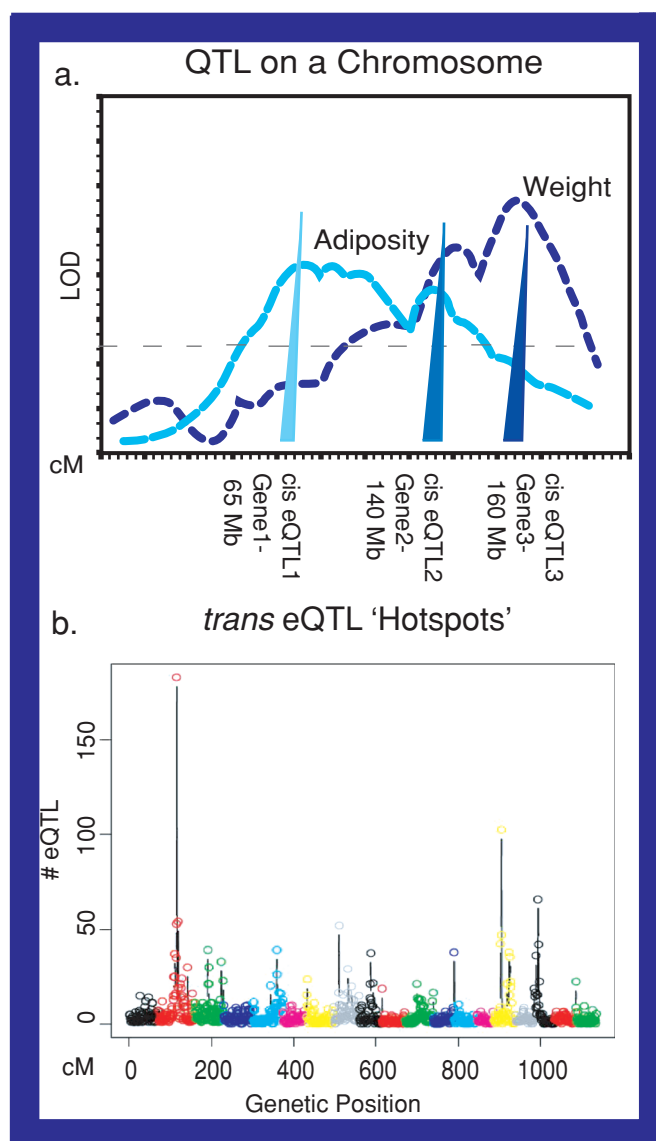 a.
QTL on a Chromosome
LOD
Adiposity
Weight
cM
cis eQTL1
Gene1-
65 Mb
cis eQTL2
Gene2-
140 Mb
cis eQTL3
Gene3-
160 Mb
b.
trans eQTL ‘Hotspots’
# eQTL
150
100
50
0
cM
0 200 400 600 800 1000
Genetic Position